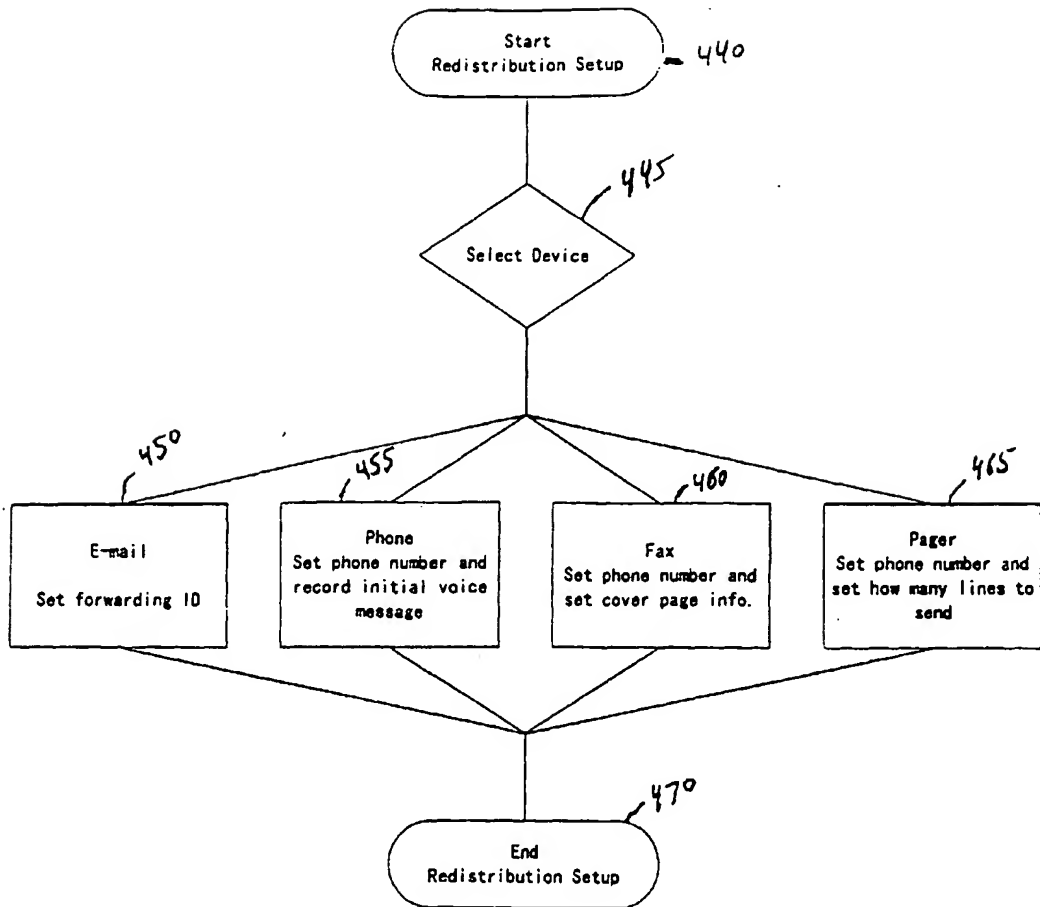 Start
Redistribution Setup
440
445
Select Device
450
455
460
465
E-mail
Set forwarding ID
Phone
Set phone number and
record initial voice
message
Fax
Set phone number and
set cover page info.
Pager
Set phone number and
set how many lines to
send
470
End
Redistribution Setup